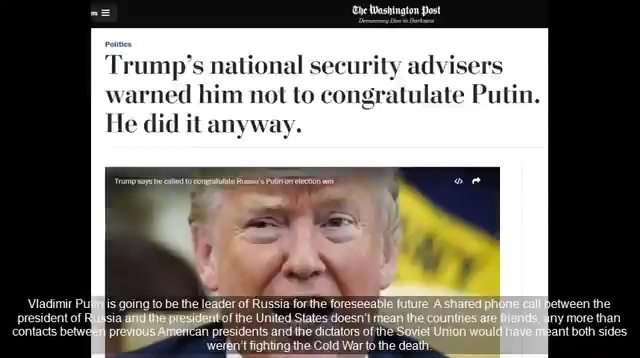 The Washington Post
Democracy Dies in Darkness
Politics
Trump’s national security advisers
warned him not to congratulate Putin.
He did it anyway.
Trump says he called to congratulate Russia's Putin on election win
Vladimir Putin is going to be the leader of Russia for the foreseeable future. A shared phone call between the
president of Russia and the president of the United States doesn't mean the countries are friends, any more than
contacts between previous American presidents and the dictators of the Soviet Union would have meant both sides
weren't fighting the Cold War to the death.